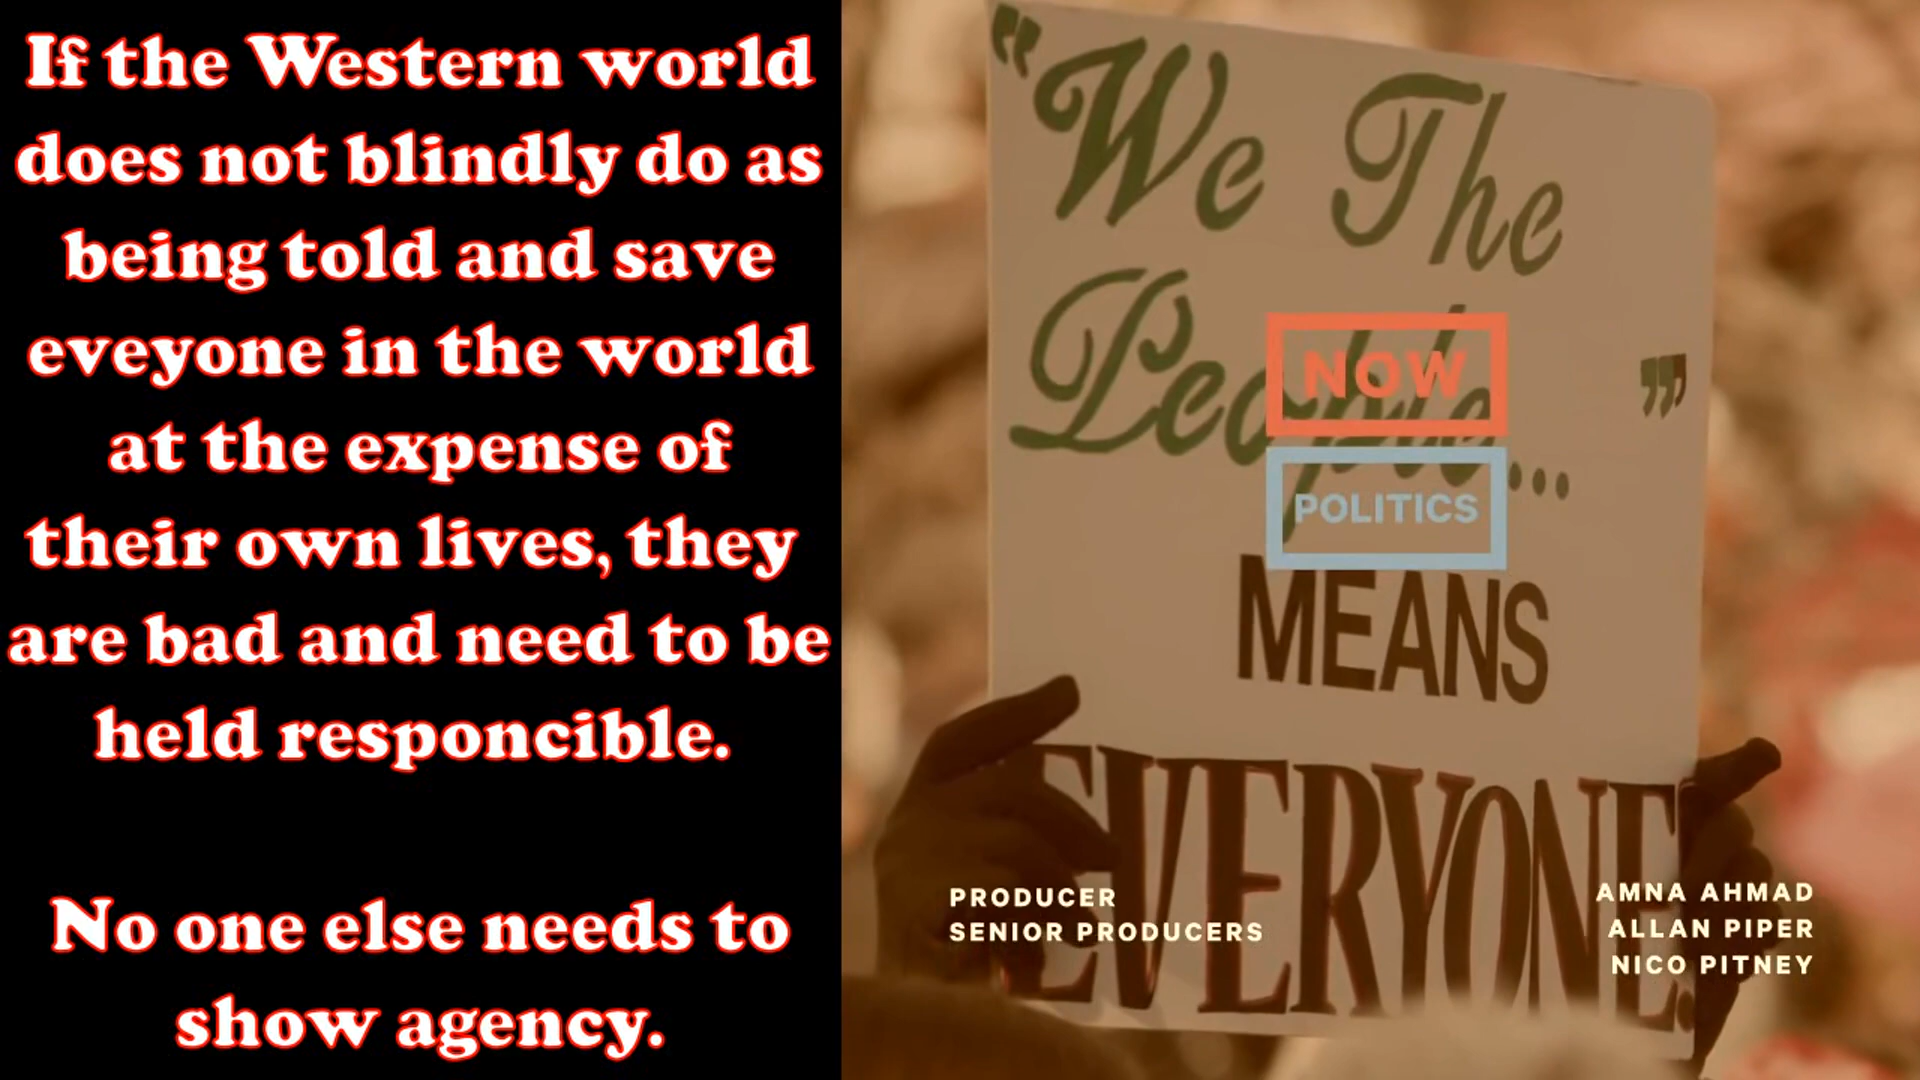 If the Western world
does not blindly do as
being told and save
eveyone in the world
at the expense of
their own lives, they
are bad and need to be
held responcible.
No one else needs to
show agency.
"We The
People..."
NOW
POLITICS
MEANS
EVERYONE!
PRODUCER
SENIOR PRODUCERS
AMNA AHMAD
ALLAN PIPER
NICO PITNEY